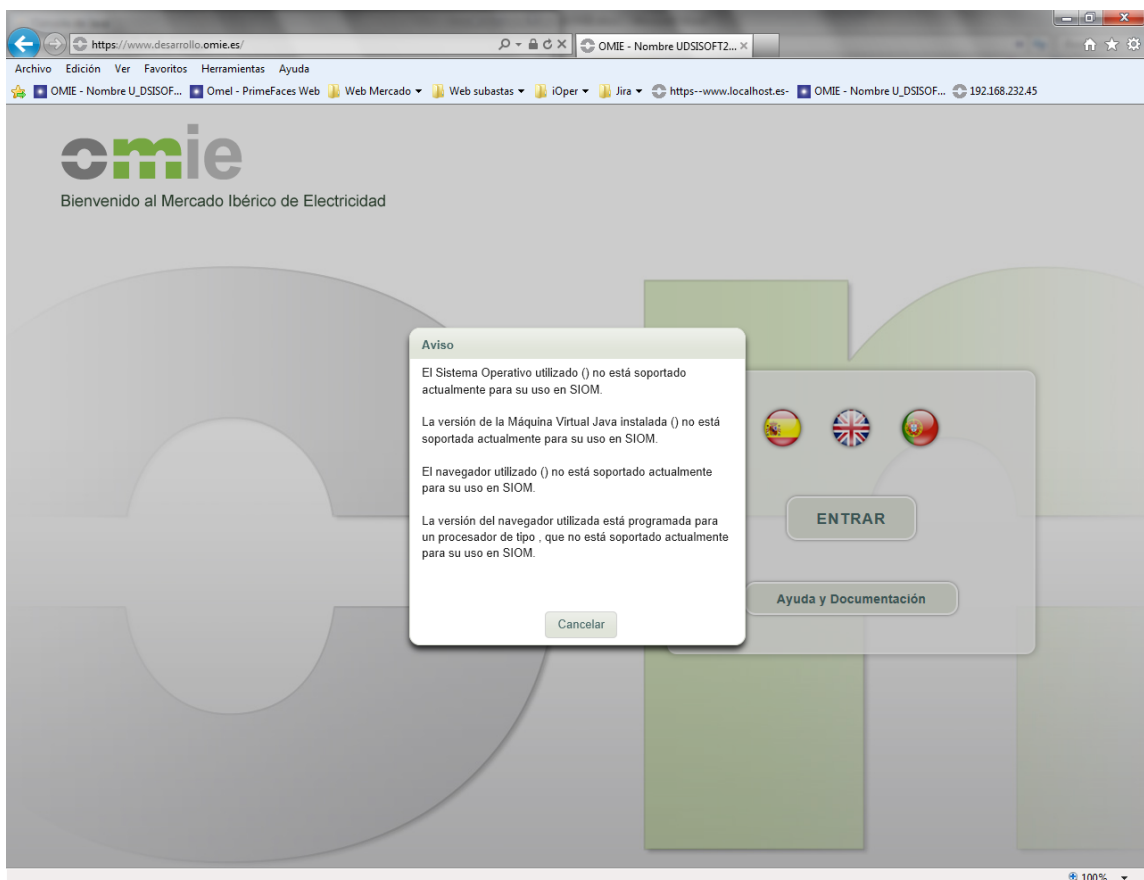 https://www.desarrollo.omie.es/
OMIE - Nombre UDSISOFT2...
Archivo Edición Ver Favoritos Herramientas Ayuda
OMIE - Nombre U_DSISOF... Omel - PrimeFaces Web Web Mercado Web subastas iOper Jira https--www.localhost.es- OMIE - Nombre U_DSISOF... 192.168.232.45
omie
Bienvenido al Mercado Ibérico de Electricidad
Aviso
El Sistema Operativo utilizado () no está soportado
actualmente para su uso en SIOM.
La versión de la Máquina Virtual Java instalada () no está
soportada actualmente para su uso en SIOM.
El navegador utilizado () no está soportado actualmente
para su uso en SIOM.
La versión del navegador utilizada está programada para
un procesador de tipo , que no está soportado actualmente
para su uso en SIOM.
Cancelar
ENTRAR
Ayuda y Documentación
100%